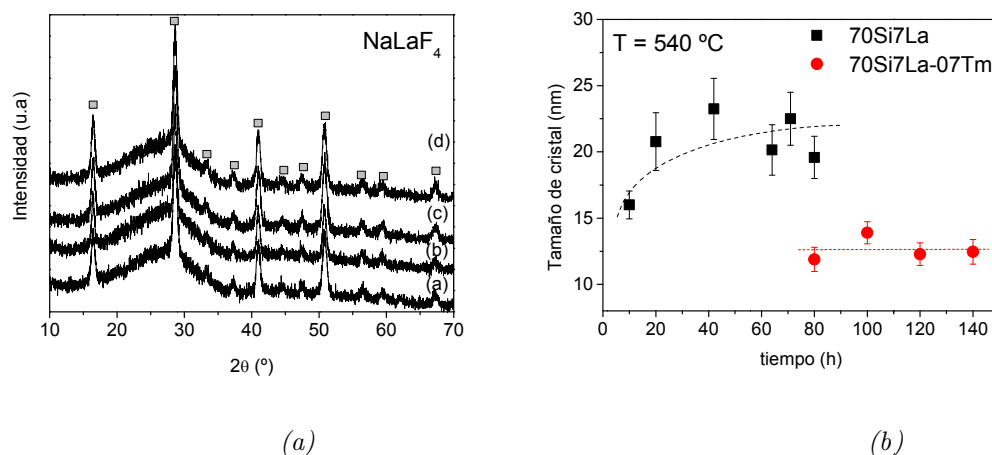 NaLaF4
Intensidad (u.a)
(d)
(c)
(b)
(a)
10 20 30 40 50 60 70
2θ (º)
(a)
T = 540 ºC
70Si7La
70Si7La-07Tm
Tamaño de cristal (nm)
30
25
20
15
10
0 20 40 60 80 100 120 140
tiempo (h)
(b)